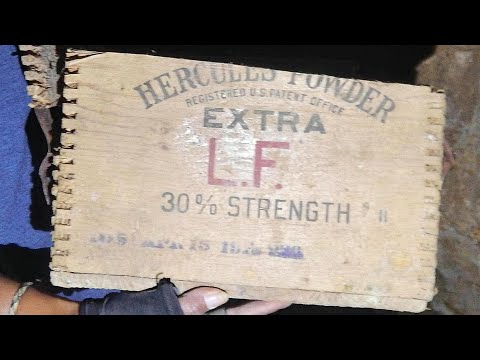 HERCULES POWDER
REGISTERED U.S. PATENT OFFICE
EXTRA
L.F.
30% STRENGTH